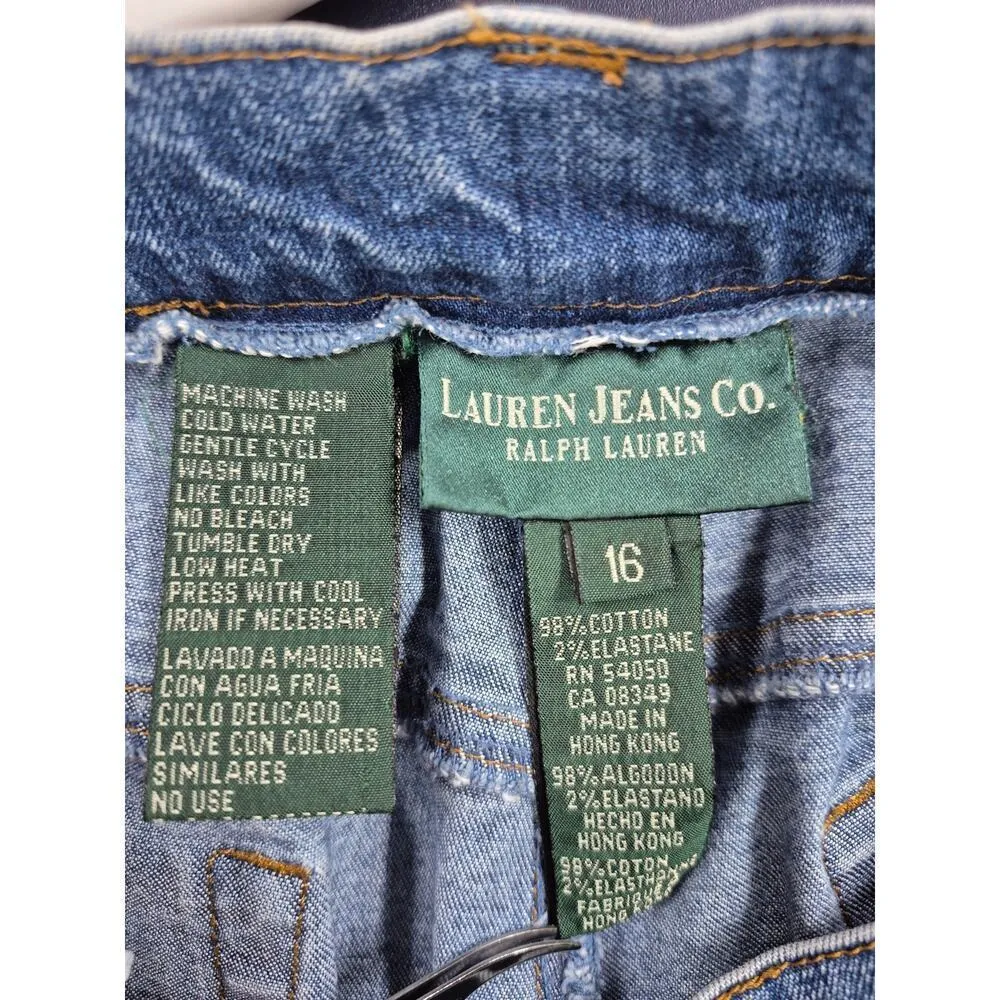 MACHINE WASH
COLD WATER
GENTLE CYCLE
WASH WITH
LIKE COLORS
NO BLEACH
TUMBLE DRY
LOW HEAT
PRESS WITH COOL
IRON IF NECESSARY
LAVADO A MAQUINA
CON AGUA FRIA
CICLO DELICADO
LAVE CON COLORES
SIMILARES
NO USE
LAUREN JEANS CO.
RALPH LAUREN
16
98% COTTON
2% ELASTANE
RN 54050
CA 08349
MADE IN
HONG KONG
98% ALGODON
2% ELASTANO
HECHO EN
HONG KONG
98% COTON
2%
HONG